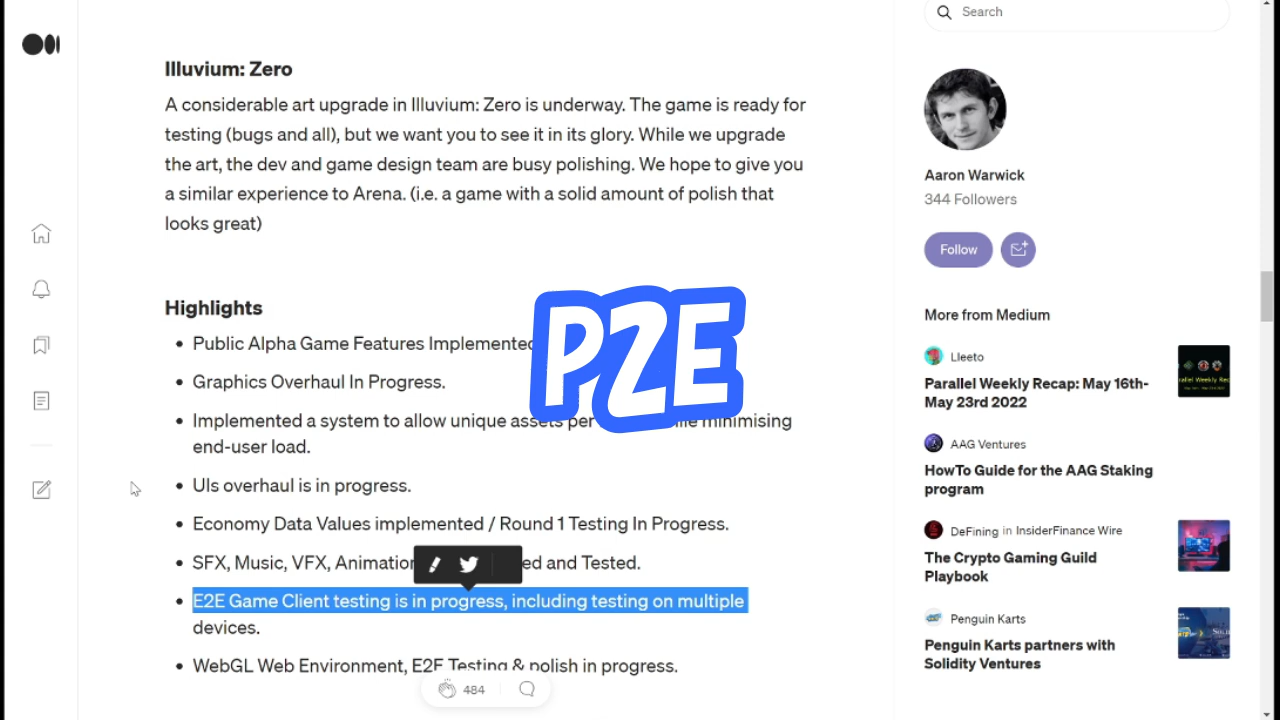 Illuvium: Zero
A considerable art upgrade in Illuvium: Zero is underway. The game is ready for
testing (bugs and all), but we want you to see it in its glory. While we upgrade
the art, the dev and game design team are busy polishing. We hope to give you
a similar experience to Arena. (i.e. a game with a solid amount of polish that
looks great)
Highlights
Public Alpha Game Features Implemented
Graphics Overhaul In Progress.
Implemented a system to allow unique assets per minimising
end-user load.
UIs overhaul is in progress.
Economy Data Values implemented / Round 1 Testing In Progress.
SFX, Music, VFX, Animation ed and Tested.
E2E Game Client testing is in progress, including testing on multiple
devices.
WebGL Web Environment, E2E Testing & polish in progress.
484
P2E
Search
Aaron Warwick
344 Followers
Follow
More from Medium
Lleeto
Parallel Weekly Recap: May 16th-
May 23rd 2022
AAG Ventures
HowTo Guide for the AAG Staking
program
DeFining in InsiderFinance Wire
The Crypto Gaming Guild
Playbook
Penguin Karts
Penguin Karts partners with
Solidity Ventures